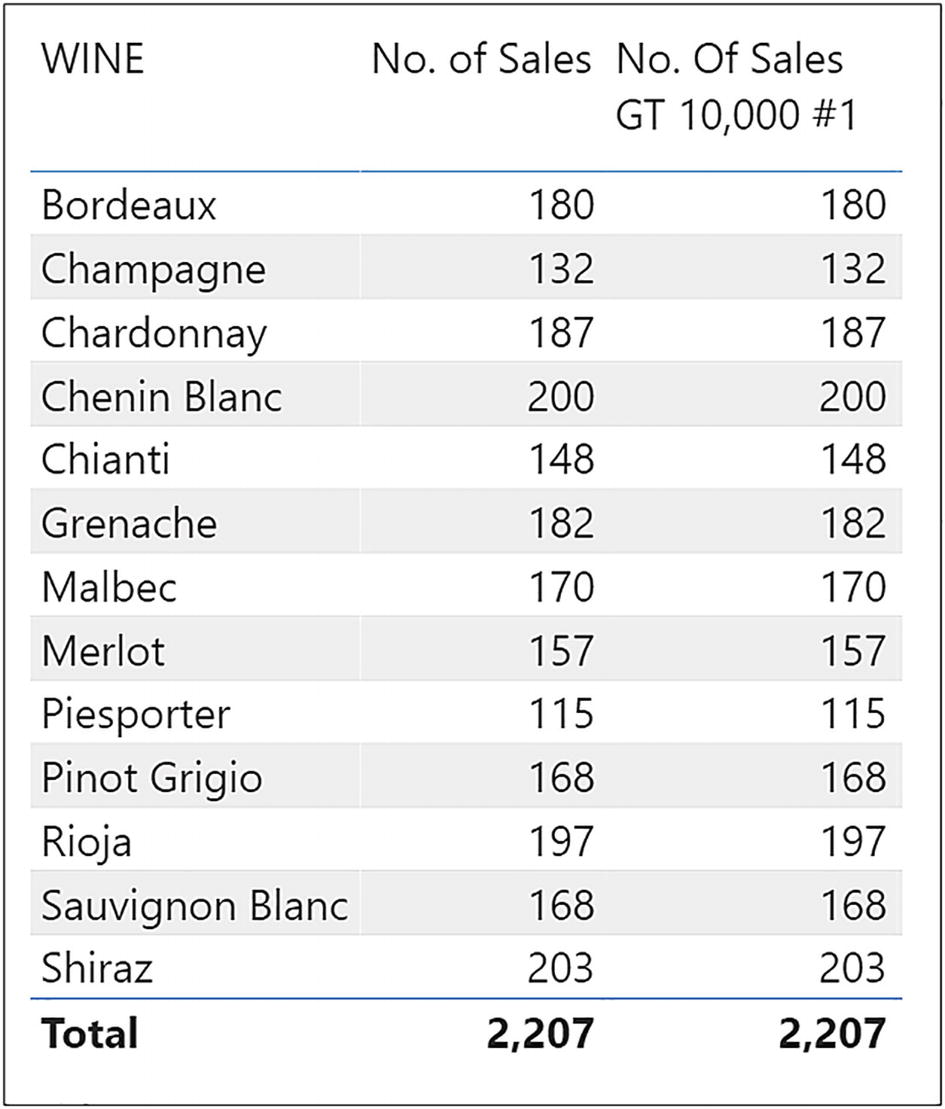 WINE No. of Sales No. Of Sales
GT 10,000 #1
Bordeaux 180 180
Champagne 132 132
Chardonnay 187 187
Chenin Blanc 200 200
Chianti 148 148
Grenache 182 182
Malbec 170 170
Merlot 157 157
Piesporter 115 115
Pinot Grigio 168 168
Rioja 197 197
Sauvignon Blanc 168 168
Shiraz 203 203
Total 2,207 2,207